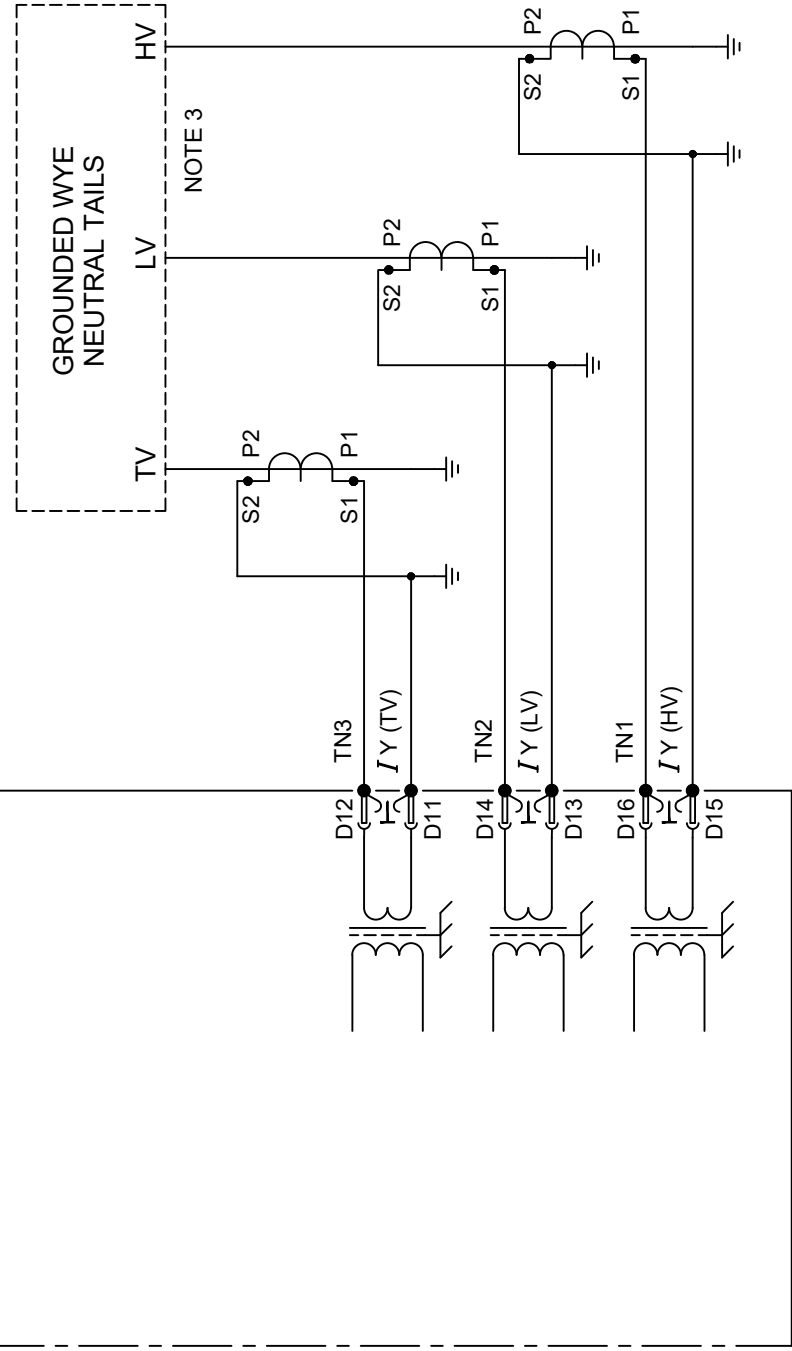 GROUNDED WYE
NEUTRAL TAILS
TV
LV
HV
NOTE 3
P2
S2
P1
S1
P2
S2
P1
S1
P2
S2
P1
S1
TN3
I Y (TV)
TN2
I Y (LV)
TN1
I Y (HV)
D12
D11
D14
D13
D16
D15